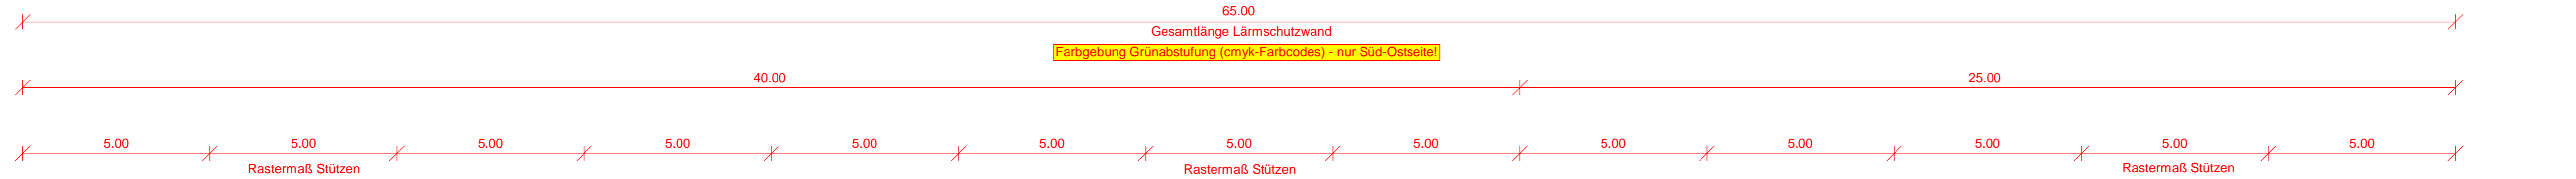 65.00
Gesamtlänge Lärmschutzwand
Farbgebung Grünabstufung (cmyk-Farbcodes) - nur Süd-Ostseite!
40.00 25.00
5.00 5.00 5.00 5.00 5.00 5.00 5.00 5.00 5.00 5.00 5.00 5.00 5.00
Rastermaß Stützen Rastermaß Stützen Rastermaß Stützen